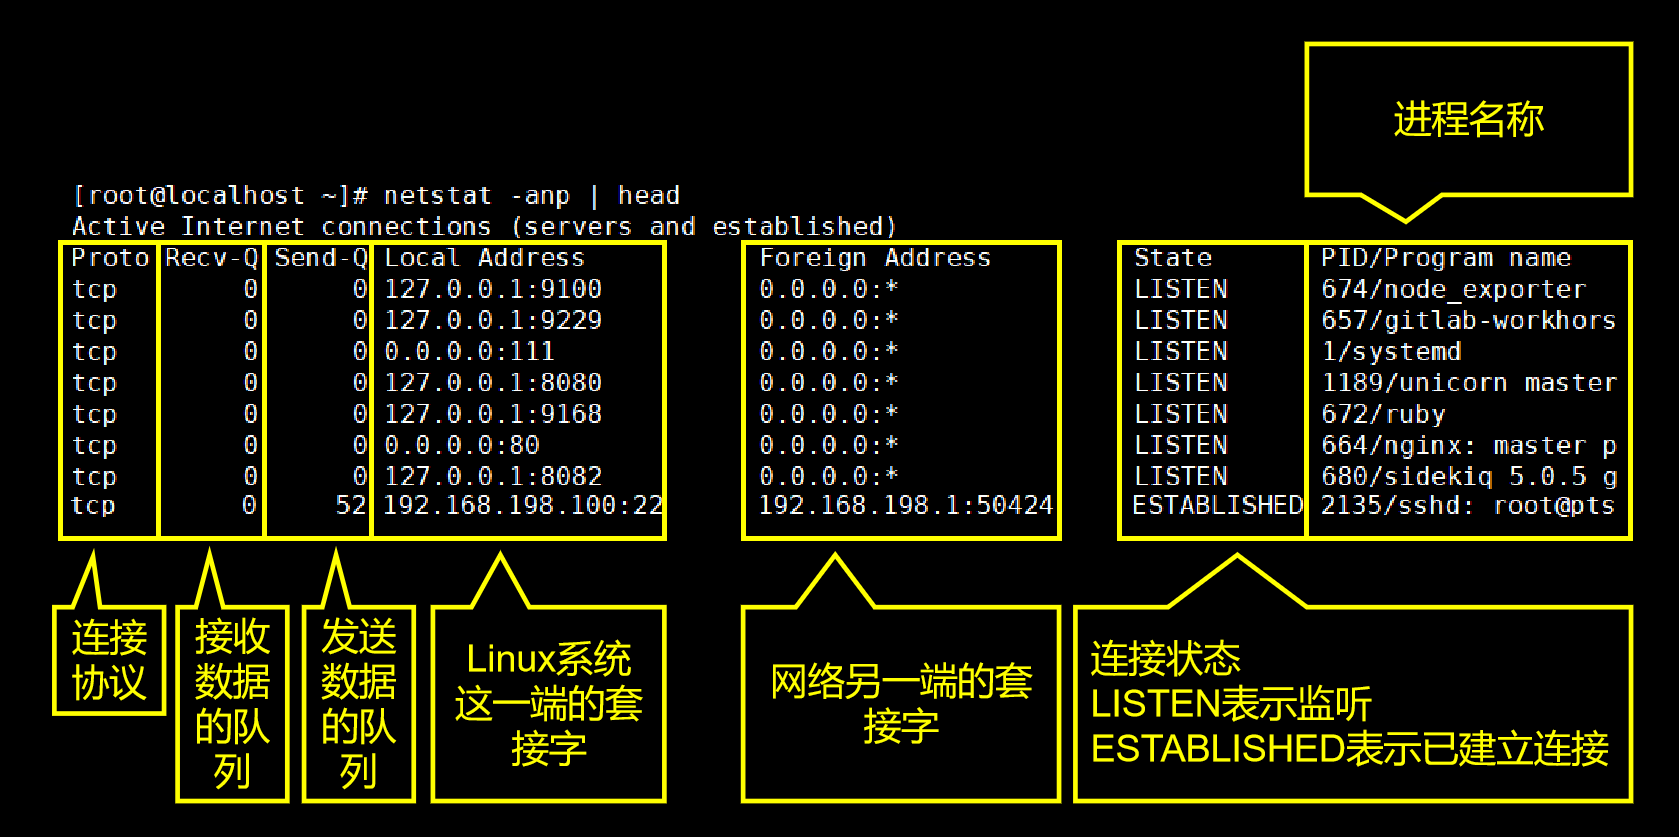 进程名称
[root@localhost ~]# netstat -anp | head
Active Internet connections (servers and established)
Proto Recv-Q Send-Q Local Address Foreign Address State PID/Program name
tcp 0 0 127.0.0.1:9100 0.0.0.0:* LISTEN 674/node_exporter
tcp 0 0 127.0.0.1:9229 0.0.0.0:* LISTEN 657/gitlab-workhors
tcp 0 0 0.0.0.0:111 0.0.0.0:* LISTEN 1/systemd
tcp 0 0 127.0.0.1:8080 0.0.0.0:* LISTEN 1189/unicorn master
tcp 0 0 127.0.0.1:9168 0.0.0.0:* LISTEN 672/ruby
tcp 0 0 0.0.0.0:80 0.0.0.0:* LISTEN 664/nginx: master p
tcp 0 0 127.0.0.1:8082 0.0.0.0:* LISTEN 680/sidekiq 5.0.5 g
tcp 0 52 192.168.198.100:22 192.168.198.1:50424 ESTABLISHED 2135/sshd: root@pts
连接
协议
接收
数据
的队
列
发送
数据
的队
列
Linux系统
这一端的套
接字
网络另一端的套
接字
连接状态
LISTEN表示监听
ESTABLISHED表示已建立连接